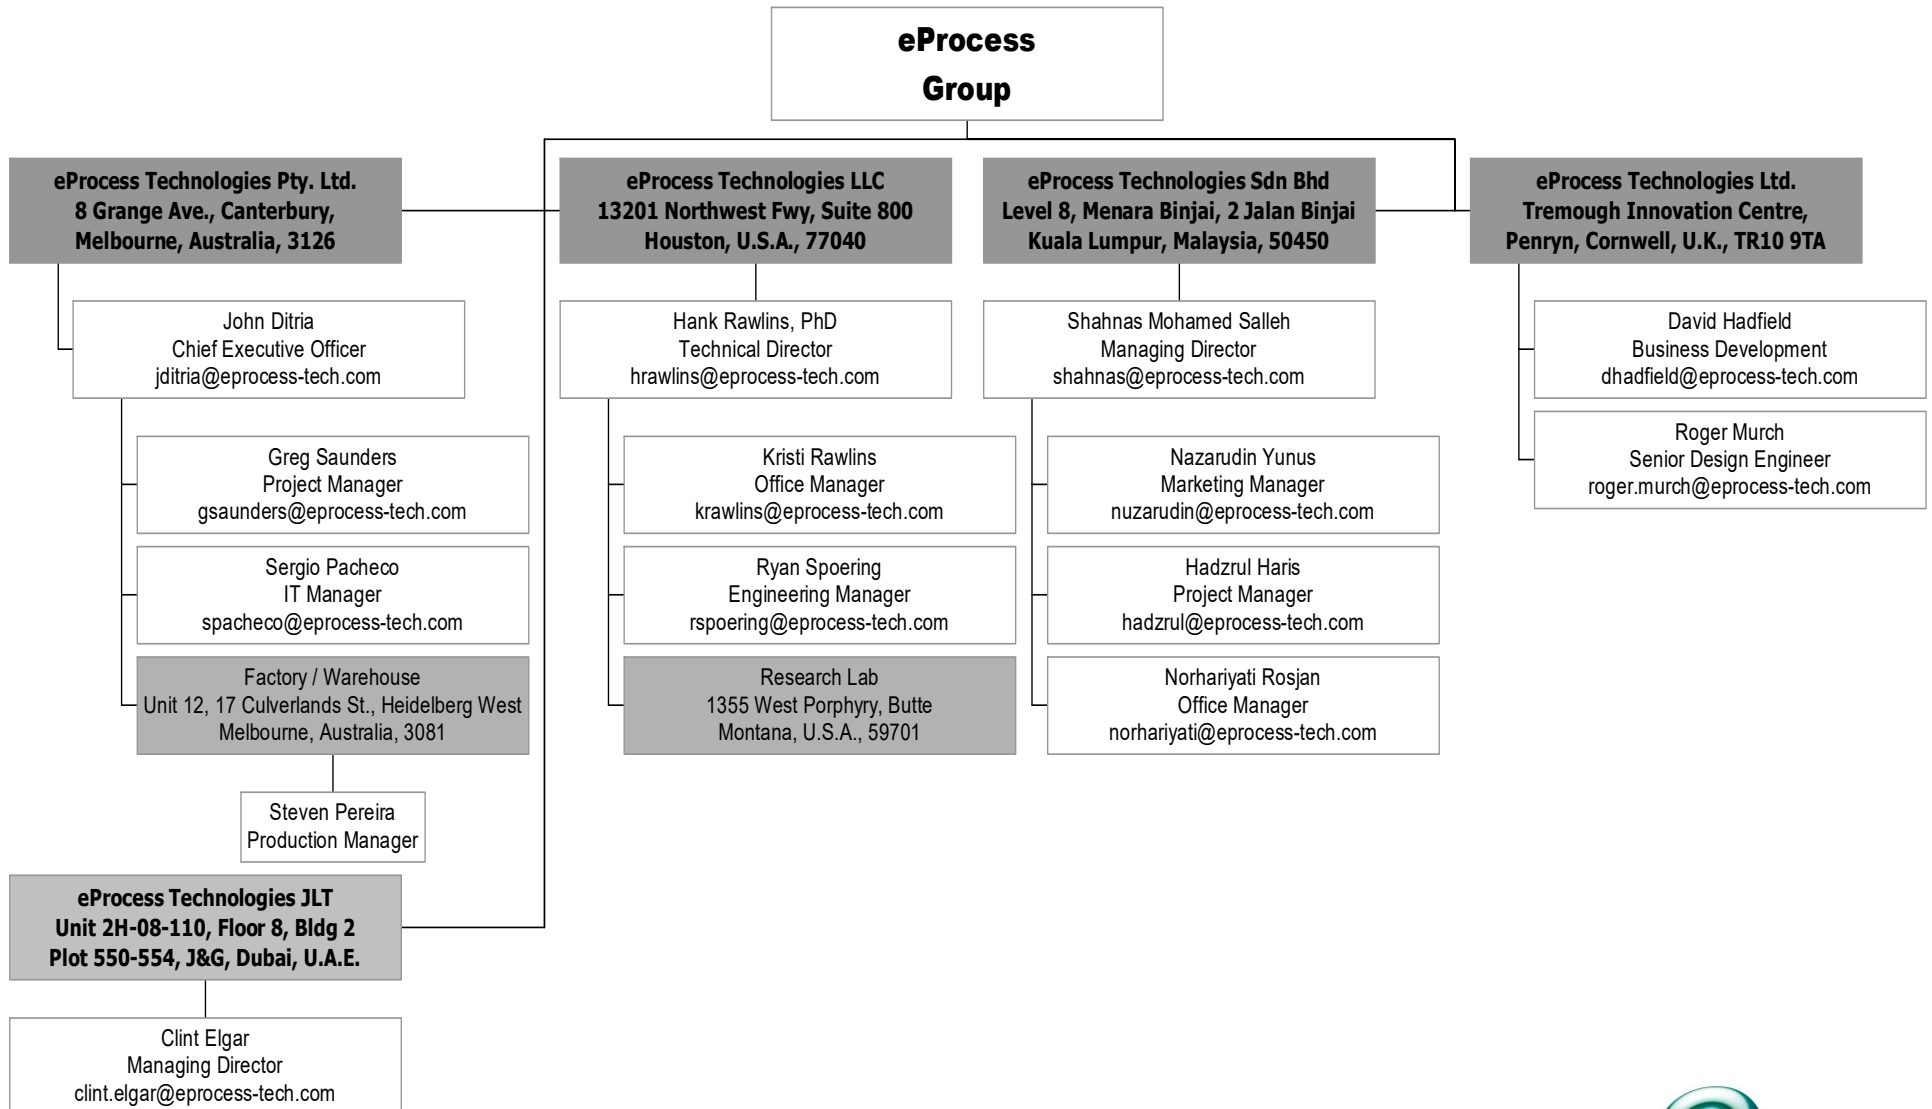 eProcess
Group
eProcess Technologies Pty. Ltd.
8 Grange Ave., Canterbury,
Melbourne, Australia, 3126
John Ditria
Chief Executive Officer
jditria@eprocess-tech.com
Greg Saunders
Project Manager
gsaunders@eprocess-tech.com
Sergio Pacheco
IT Manager
spacheco@eprocess-tech.com
Factory / Warehouse
Unit 12, 17 Culverlands St., Heidelberg West
Melbourne, Australia, 3081
Steven Pereira
Production Manager
eProcess Technologies JLT
Unit 2H-08-110, Floor 8, Bldg 2
Plot 550-554, J&G, Dubai, U.A.E.
Clint Elgar
Managing Director
clint.elgar@eprocess-tech.com
eProcess Technologies LLC
13201 Northwest Fwy, Suite 800
Houston, U.S.A., 77040
Hank Rawlins, PhD
Technical Director
hrawlins@eprocess-tech.com
Kristi Rawlins
Office Manager
krawlins@eprocess-tech.com
Ryan Spoering
Engineering Manager
rspoering@eprocess-tech.com
Research Lab
1355 West Porphyry, Butte
Montana, U.S.A., 59701
eProcess Technologies Sdn Bhd
Level 8, Menara Binjai, 2 Jalan Binjai
Kuala Lumpur, Malaysia, 50450
Shahnas Mohamed Salleh
Managing Director
shahnas@eprocess-tech.com
Nazarudin Yunus
Marketing Manager
nuzarudin@eprocess-tech.com
Hadzrul Haris
Project Manager
hadzrul@eprocess-tech.com
Norhariyati Rosjan
Office Manager
norhariyati@eprocess-tech.com
eProcess Technologies Ltd.
Tremough Innovation Centre,
Penryn, Cornwell, U.K., TR10 9TA
David Hadfield
Business Development
dhadfield@eprocess-tech.com
Roger Murch
Senior Design Engineer
roger.murch@eprocess-tech.com